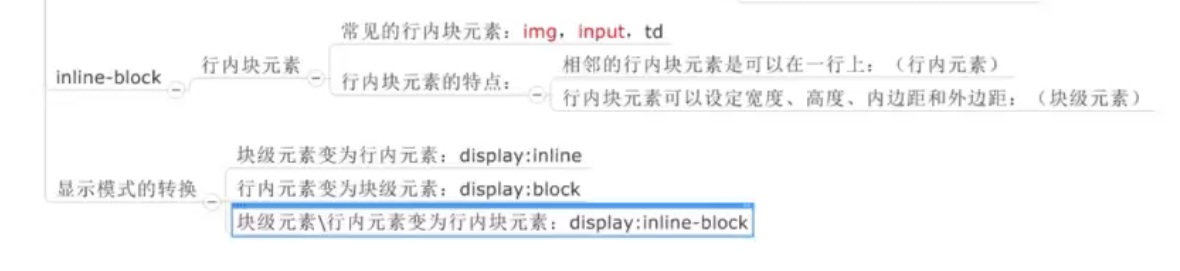 常见的行内块元素：img，input，td
inline-block
行内块元素
行内块元素的特点：
相邻的行内块元素是可以在一行上：（行内元素）
行内块元素可以设定宽度、高度、内边距和外边距：（块级元素）
显示模式的转换
块级元素变为行内元素：display:inline
行内元素变为块级元素：display:block
块级元素\行内元素变为行内块元素：display:inline-block